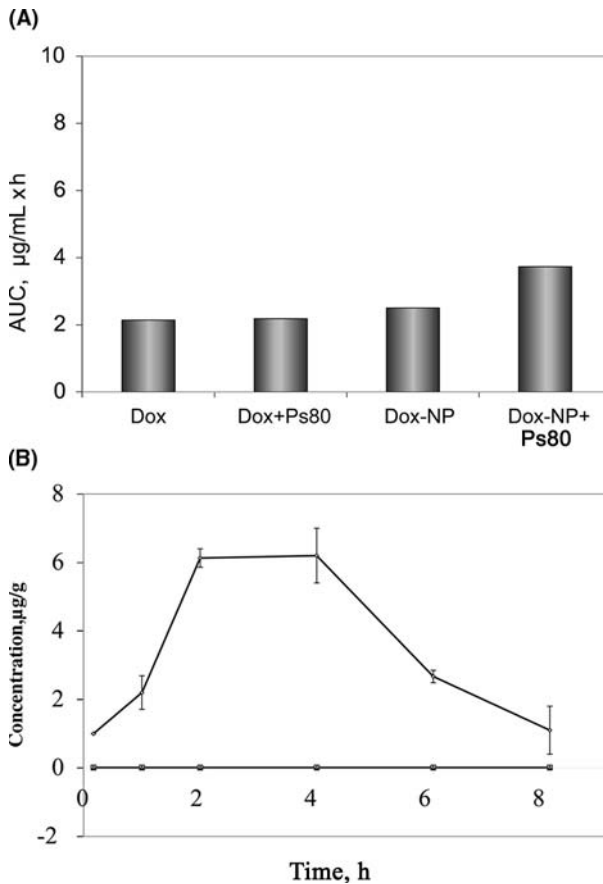 (A)
10
8
6
4
2
0
AUC, µg/mL x h
Dox
Dox+Ps80
Dox-NP
Dox-NP+
Ps80
(B)
8
6
4
2
0
-2
Concentration,µg/g
0
2
4
6
8
Time, h